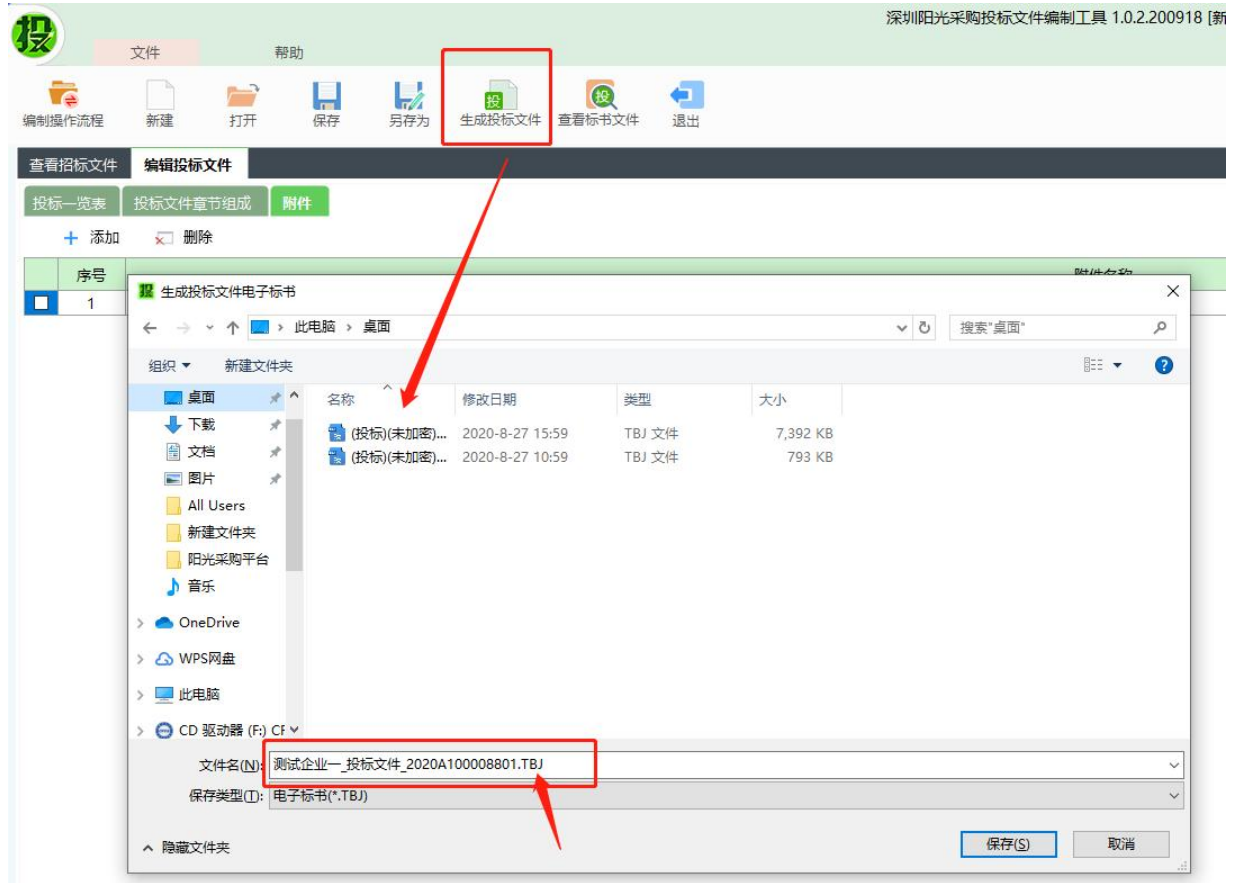 深圳阳光采购投标文件编制工具 1.0.2.200918 [新
投
文件 帮助
编制操作流程 新建 打开 保存 另存为 生成投标文件 查看标书文件 退出
查看招标文件 编辑投标文件
投标一览表 投标文件章节组成 附件
添加 删除
序号 附件名称
1
生成投标文件电子标书
此电脑 › 桌面 搜索"桌面"
组织 新建文件夹
桌面 名称 修改日期 类型 大小
下载 (投标)(未加密)... 2020-8-27 15:59 TBJ 文件 7,392 KB
文档 (投标)(未加密)... 2020-8-27 10:59 TBJ 文件 793 KB
图片
All Users
新建文件夹
阳光采购平台
音乐
OneDrive
WPS网盘
此电脑
CD 驱动器 (F:) CF
文件名(N): 测试企业一_投标文件_2020A100008801.TBJ
保存类型(T): 电子标书(*.TBJ)
隐藏文件夹 保存(S) 取消